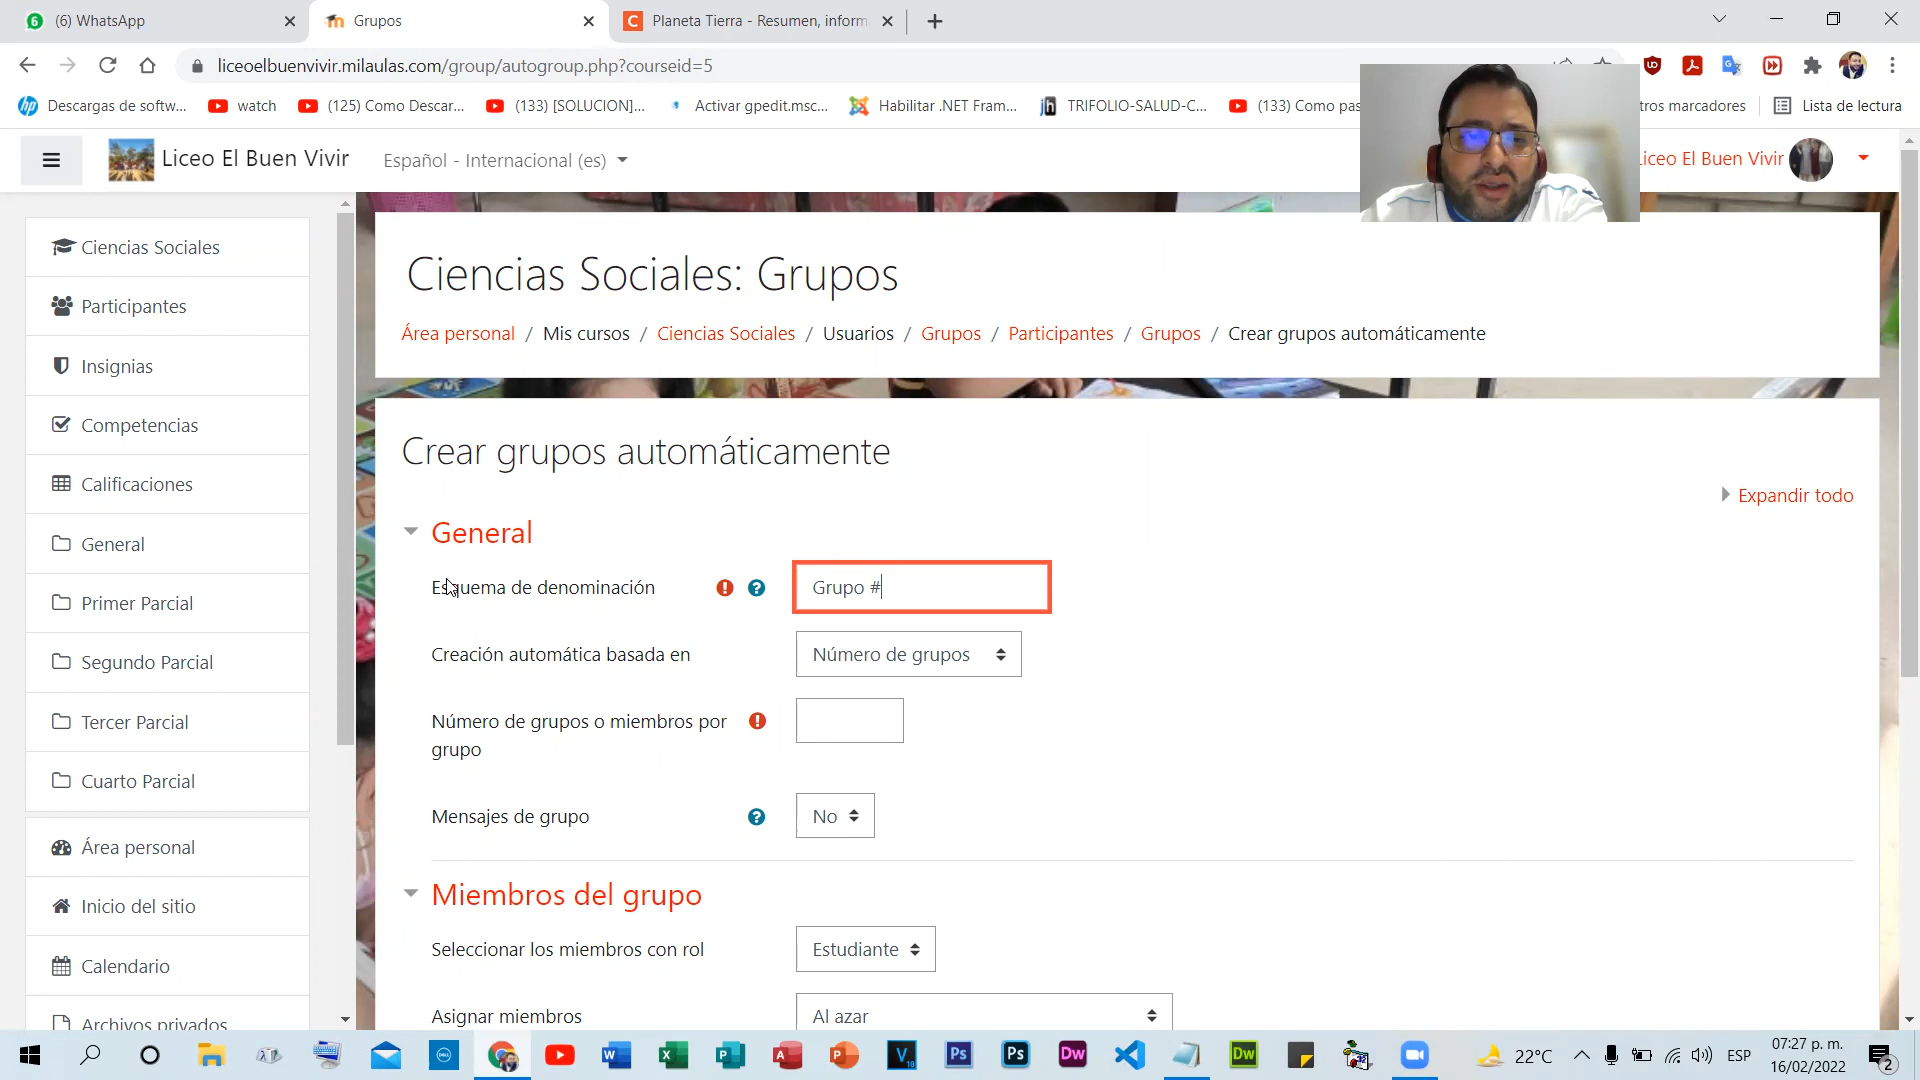 (6) WhatsApp
Grupos
Planeta Tierra - Resumen, inform
liceoelbuenvivir.milaulas.com/group/autogroup.php?courseid=5
Descargas de softw...
watch
(125) Como Descar...
(133) [SOLUCION]...
Activar gpedit.msc...
Habilitar .NET Fram...
TRIFOLIO-SALUD-C...
(133) Como pas
tros marcadores
Lista de lectura
Liceo El Buen Vivir
Español - Internacional (es)
iceo El Buen Vivir
Ciencias Sociales
Participantes
Insignias
Competencias
Calificaciones
General
Primer Parcial
Segundo Parcial
Tercer Parcial
Cuarto Parcial
Área personal
Inicio del sitio
Calendario
Archivos privados
Ciencias Sociales: Grupos
Área personal / Mis cursos / Ciencias Sociales / Usuarios / Grupos / Participantes / Grupos / Crear grupos automáticamente
Crear grupos automáticamente
Expandir todo
General
Esquema de denominación
Grupo #
Creación automática basada en
Número de grupos
Número de grupos o miembros por
grupo
Mensajes de grupo
No
Miembros del grupo
Seleccionar los miembros con rol
Estudiante
Asignar miembros
Al azar
22°C
ESP
07:27 p. m.
16/02/2022
2